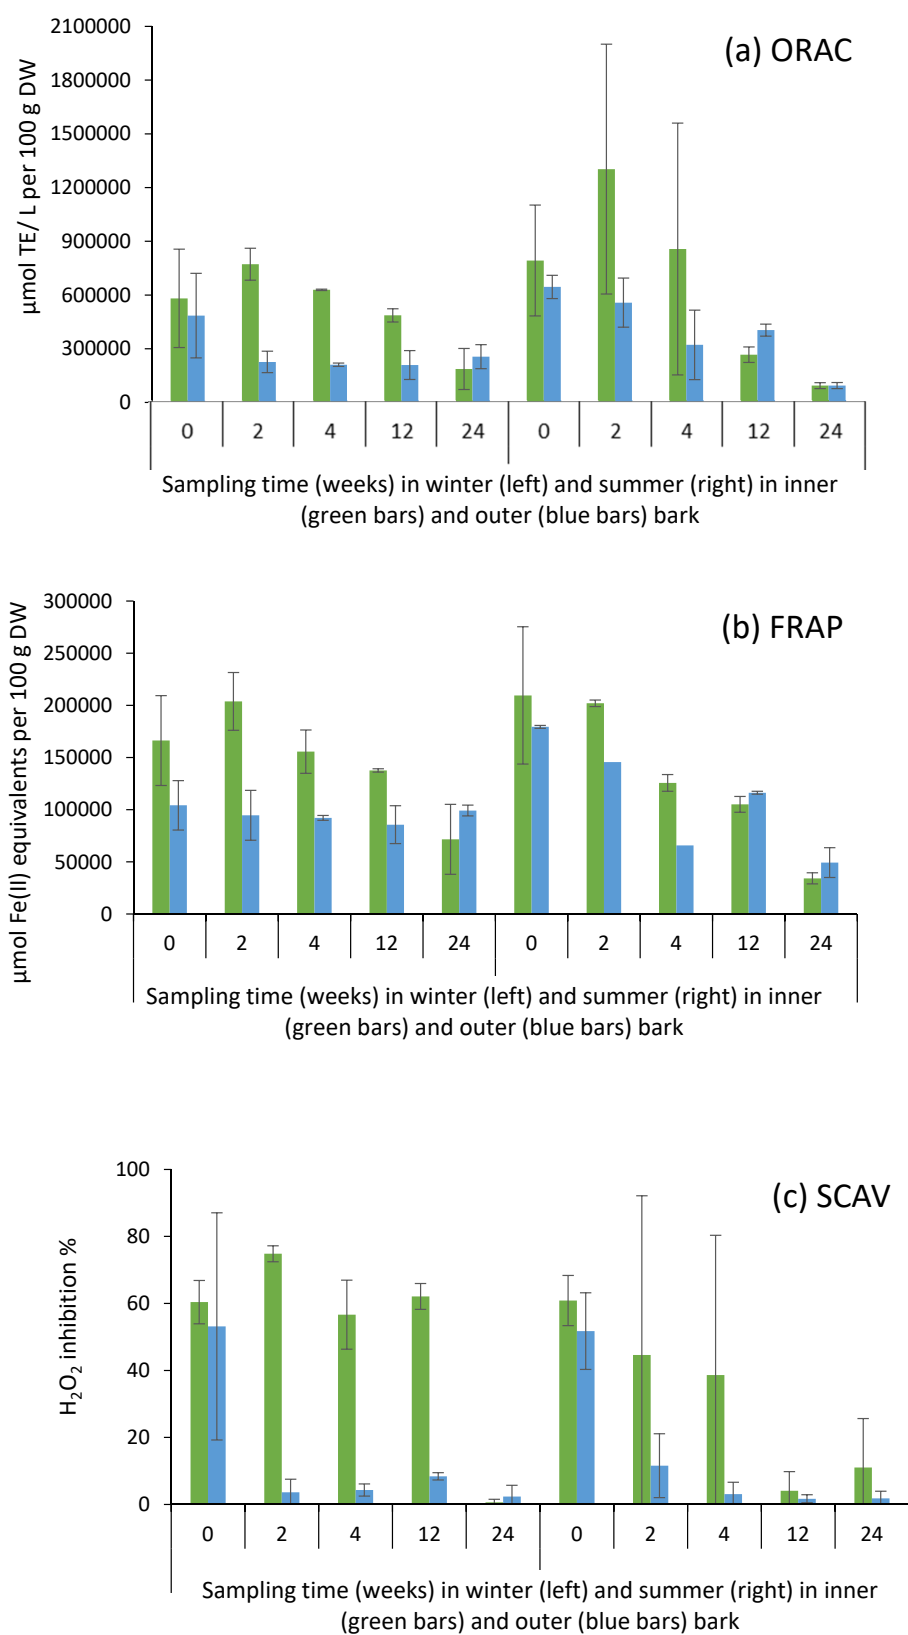 (a) ORAC
μmol TE/ L per 100 g DW
2100000
1800000
1500000
1200000
900000
600000
300000
0
0 2 4 12 24 0 2 4 12 24
Sampling time (weeks) in winter (left) and summer (right) in inner
(green bars) and outer (blue bars) bark
(b) FRAP
μmol Fe(II) equivalents per 100 g DW
300000
250000
200000
150000
100000
50000
0
0 2 4 12 24 0 2 4 12 24
Sampling time (weeks) in winter (left) and summer (right) in inner
(green bars) and outer (blue bars) bark
(c) SCAV
H₂O₂ inhibition %
100
80
60
40
20
0
0 2 4 12 24 0 2 4 12 24
Sampling time (weeks) in winter (left) and summer (right) in inner
(green bars) and outer (blue bars) bark